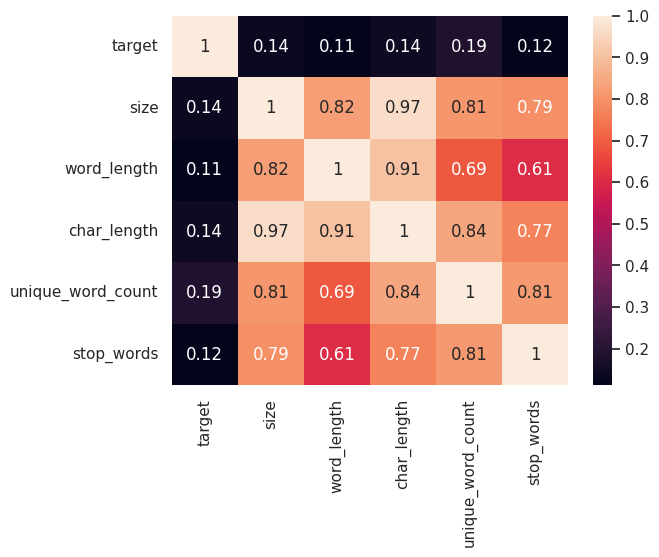 target 1 0.14 0.11 0.14 0.19 0.12
size 0.14 1 0.82 0.97 0.81 0.79
word_length 0.11 0.82 1 0.91 0.69 0.61
char_length 0.14 0.97 0.91 1 0.84 0.77
unique_word_count 0.19 0.81 0.69 0.84 1 0.81
stop_words 0.12 0.79 0.61 0.77 0.81 1
target
size
word_length
char_length
unique_word_count
stop_words
1.0
0.9
0.8
0.7
0.6
0.5
0.4
0.3
0.2